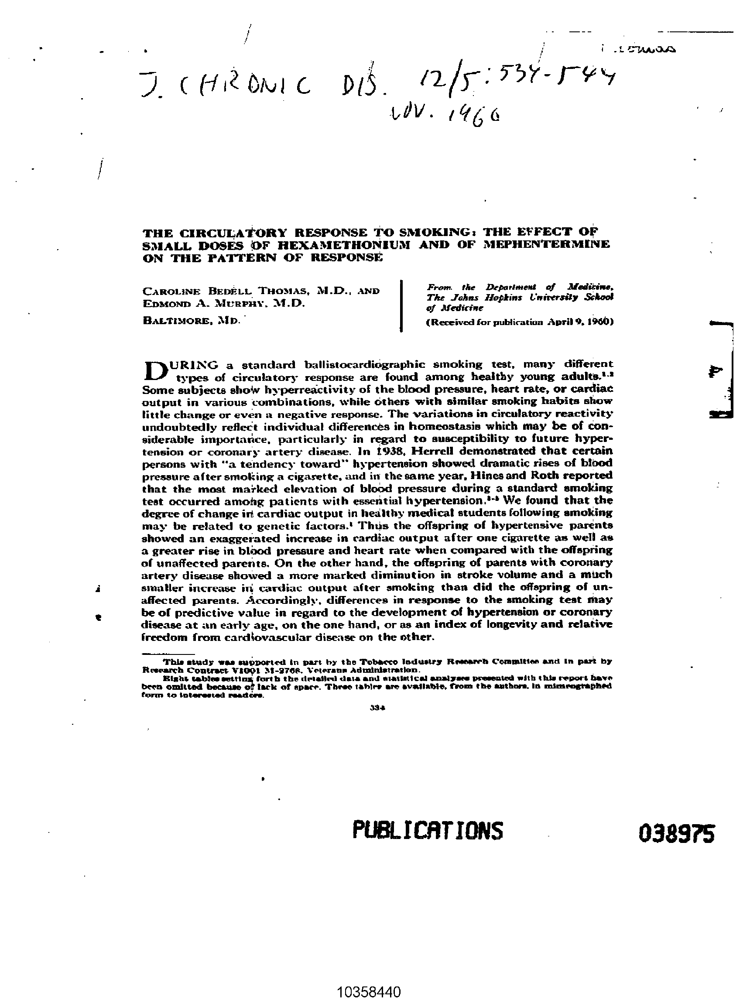 J. CHRONIC DIS. 12/5:534-544
NOV. 1960
THE CIRCULATORY RESPONSE TO SMOKING: THE EFFECT OF
SMALL DOSES OF HEXAMETHONIUM AND OF MEPHENTERMINE
ON THE PATTERN OF RESPONSE
CAROLINE BEDELL THOMAS, M.D., AND
EDMOND A. MURPHY, M.D.
BALTIMORE, MD.
From the Department of Medicine,
The Johns Hopkins University School
of Medicine
(Received for publication April 9, 1960)
DURING a standard ballistocardiographic smoking test, many different
types of circulatory response are found among healthy young adults.1,2
Some subjects show hyperreactivity of the blood pressure, heart rate, or cardiac
output in various combinations, while others with similar smoking habits show
little change or even a negative response. The variations in circulatory reactivity
undoubtedly reflect individual differences in homeostasis which may be of con-
siderable importance, particularly in regard to susceptibility to future hyper-
tension or coronary artery disease. In 1938, Herrell demonstrated that certain
persons with "a tendency toward" hypertension showed dramatic rises of blood
pressure after smoking a cigarette, and in the same year, Hines and Roth reported
that the most marked elevation of blood pressure during a standard smoking
test occurred among patients with essential hypertension. We found that the
degree of change in cardiac output in healthy medical students following smoking
may be related to genetic factors.1 Thus the offspring of hypertensive parents
showed an exaggerated increase in cardiac output after one cigarette as well as
a greater rise in blood pressure and heart rate when compared with the offspring
of unaffected parents. On the other hand, the offspring of parents with coronary
artery disease showed a more marked diminution in stroke volume and a much
smaller increase in cardiac output after smoking than did the offspring of un-
affected parents. Accordingly, differences in response to the smoking test may
be of predictive value in regard to the development of hypertension or coronary
disease at an early age, on the one hand, or as an index of longevity and relative
freedom from cardiovascular disease on the other.
This study was supported in part by the Tobacco Industry Research Committee and in part by
Research Contract V1001 M-2768, Veterans Administration.
Eight tables setting forth the detailed data and statistical analyses presented with this report have
been omitted because of lack of space. These tables are available, from the authors, in mimeographed
form to interested readers.
534
PUBLICATIONS
038975
10358440